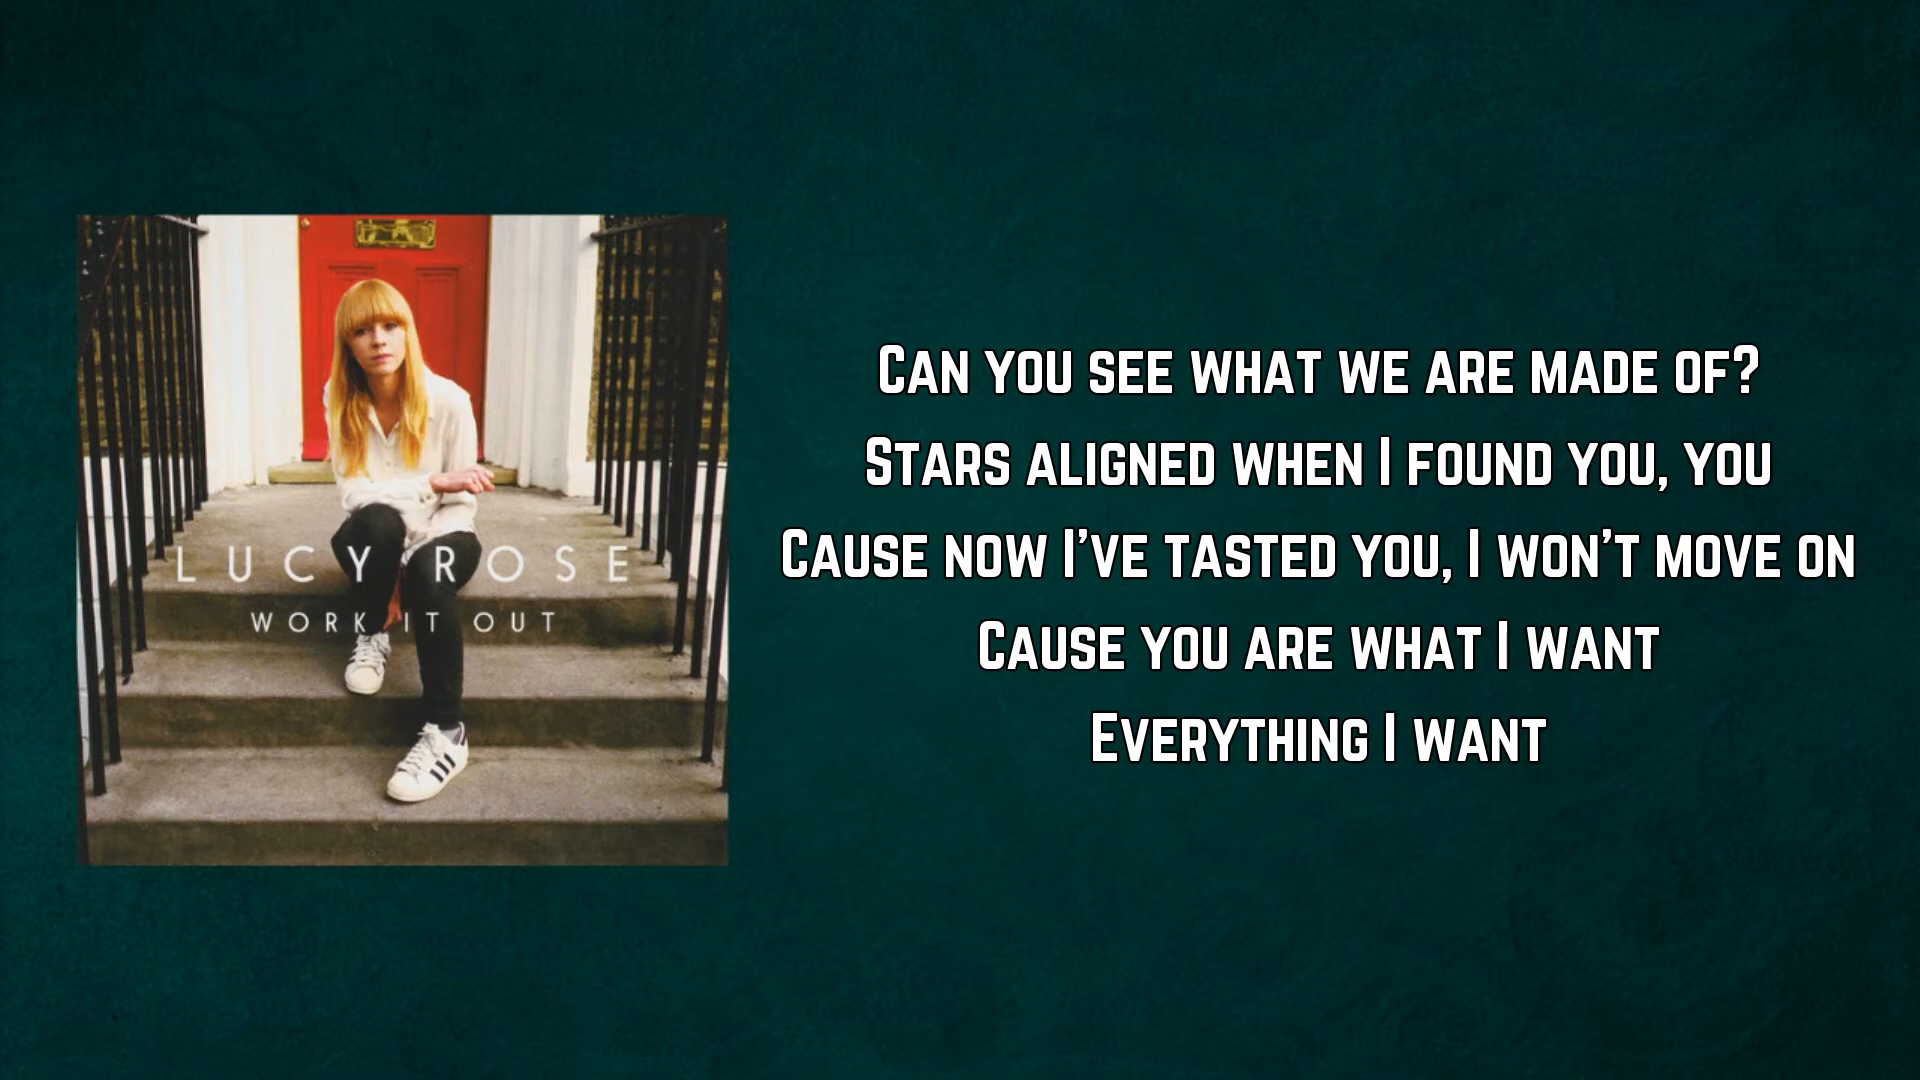 LUCY ROSE
WORK IT OUT
Can you see what we are made of?
Stars aligned when I found you, you
Cause now I've tasted you, I won't move on
Cause you are what I want
Everything I want